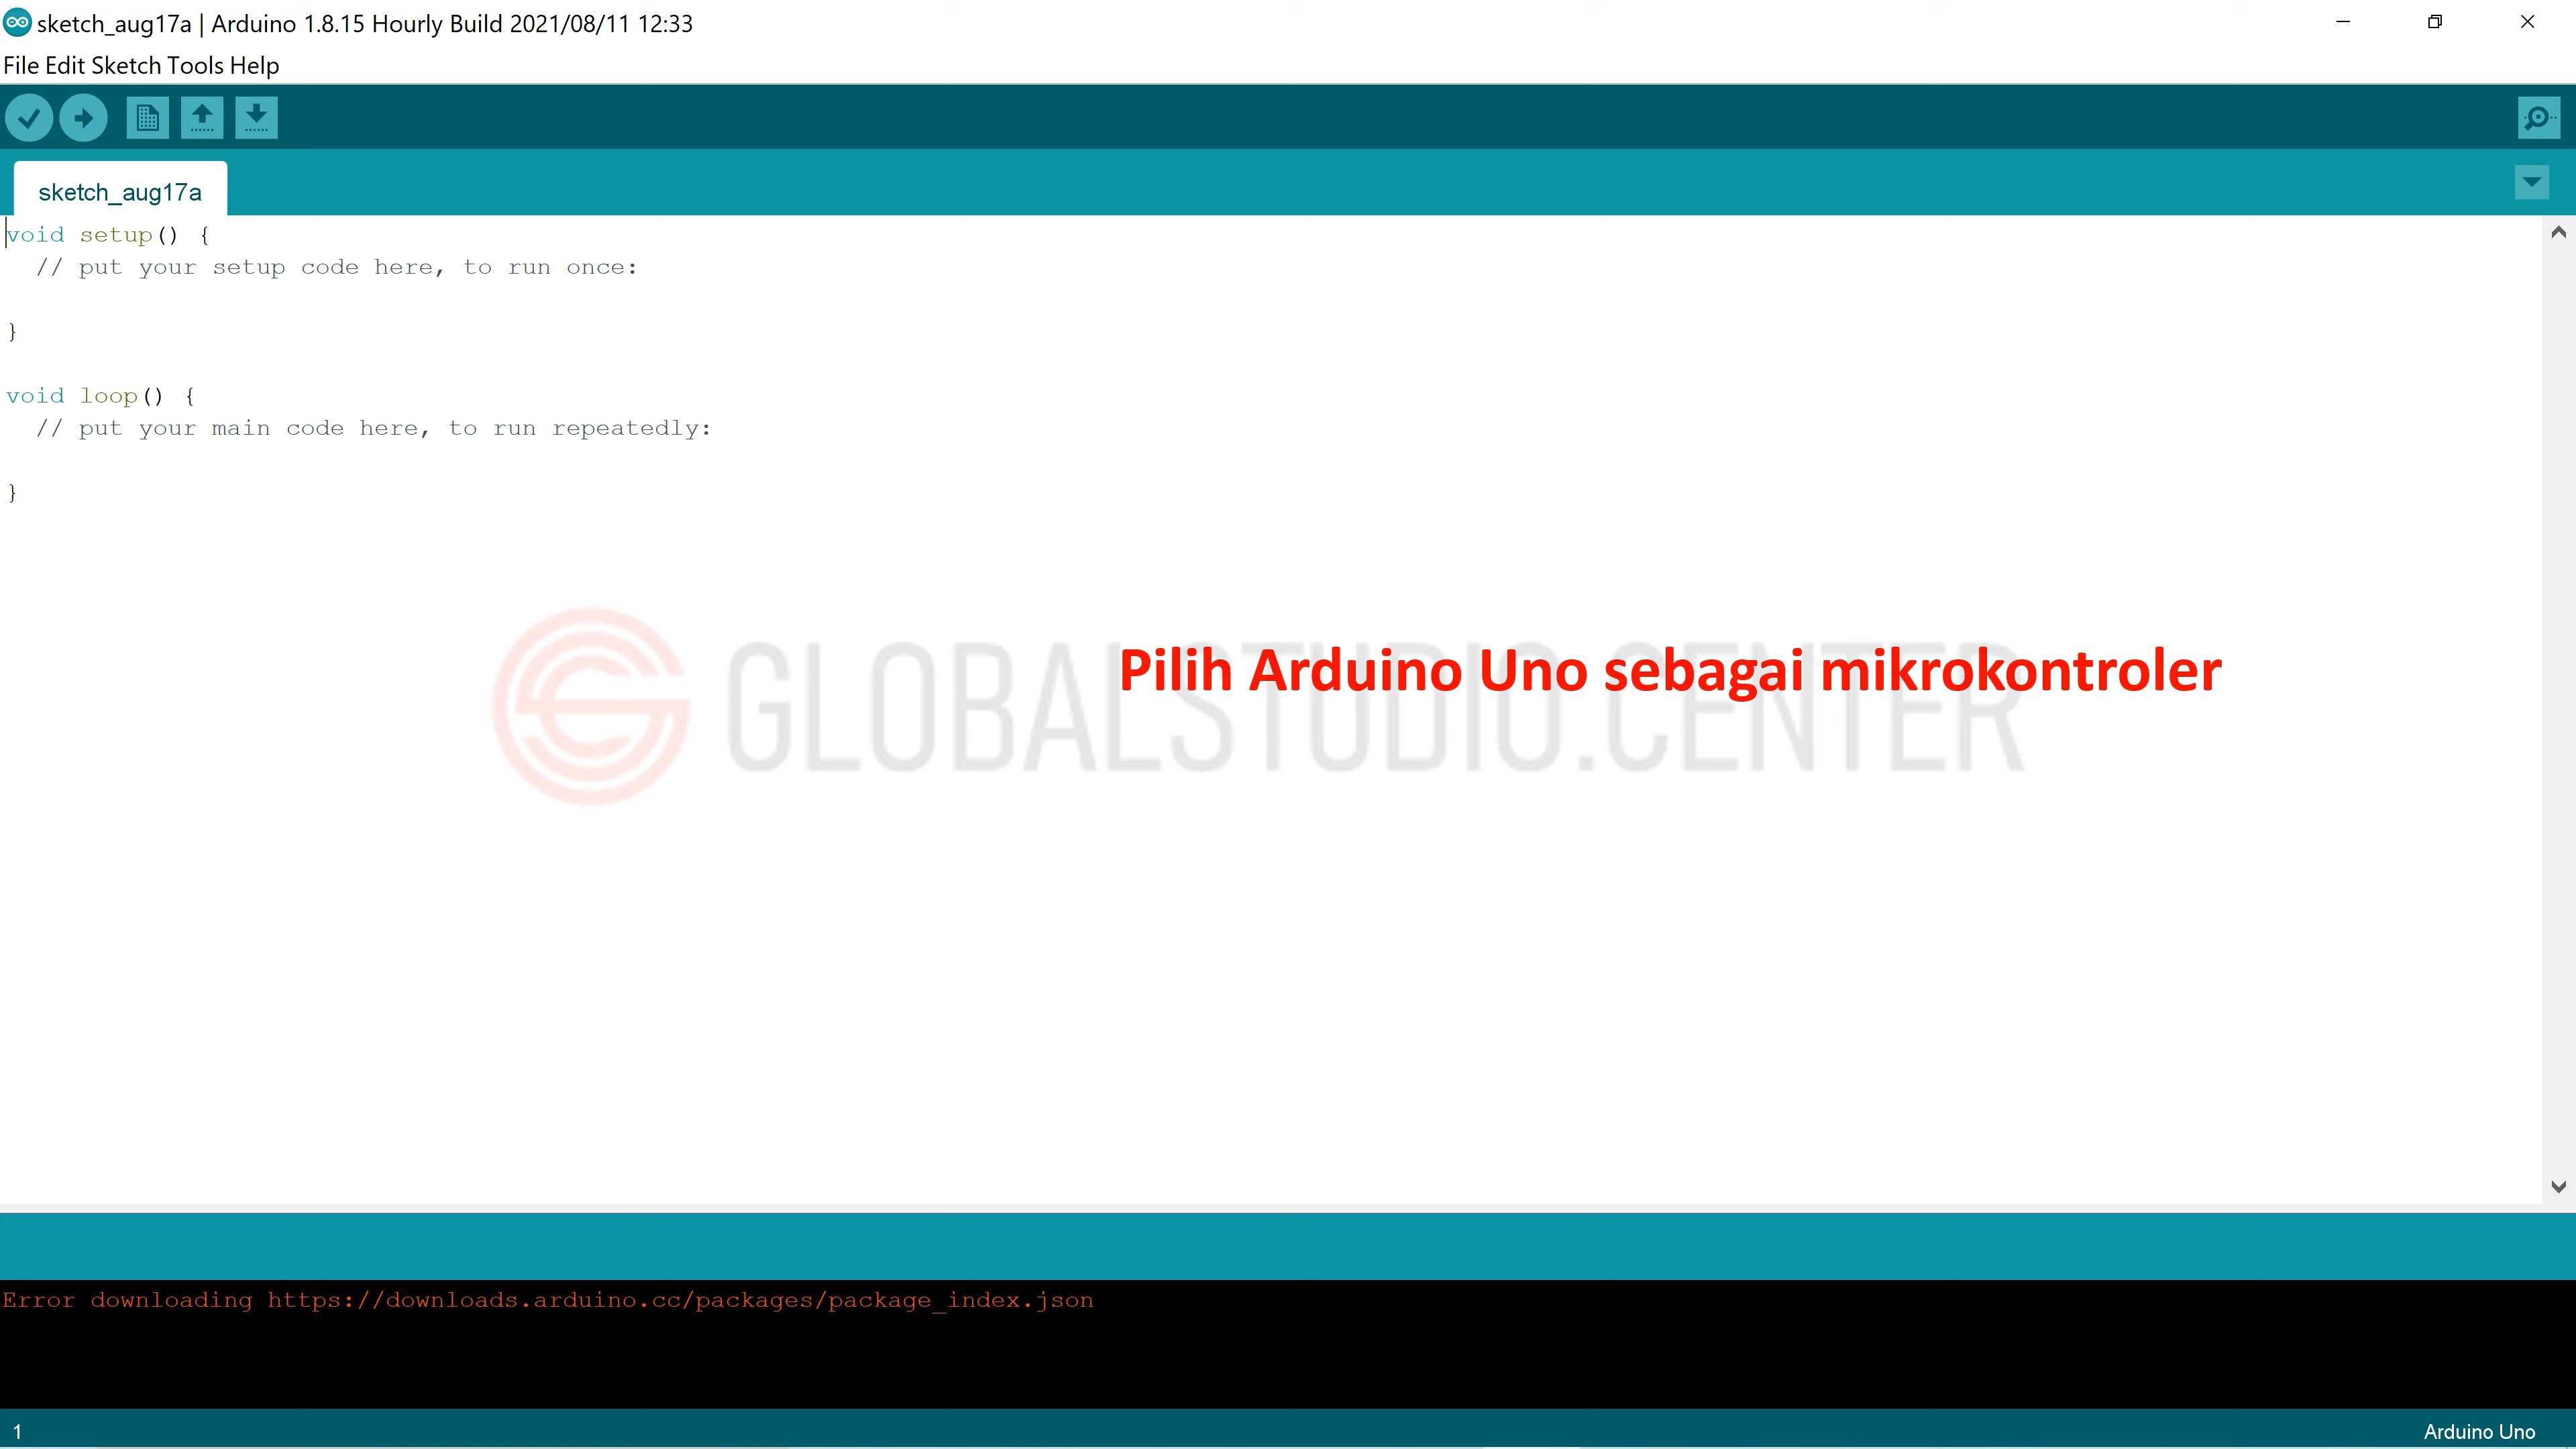 sketch_aug17a | Arduino 1.8.15 Hourly Build 2021/08/11 12:33
File Edit Sketch Tools Help
sketch_aug17a
void setup() {
  // put your setup code here, to run once:
}
void loop() {
  // put your main code here, to run repeatedly:
}
Pilih Arduino Uno sebagai mikrokontroler
GLOBALSTUDIO.CENTER
Error downloading https://downloads.arduino.cc/packages/package_index.json
1
Arduino Uno